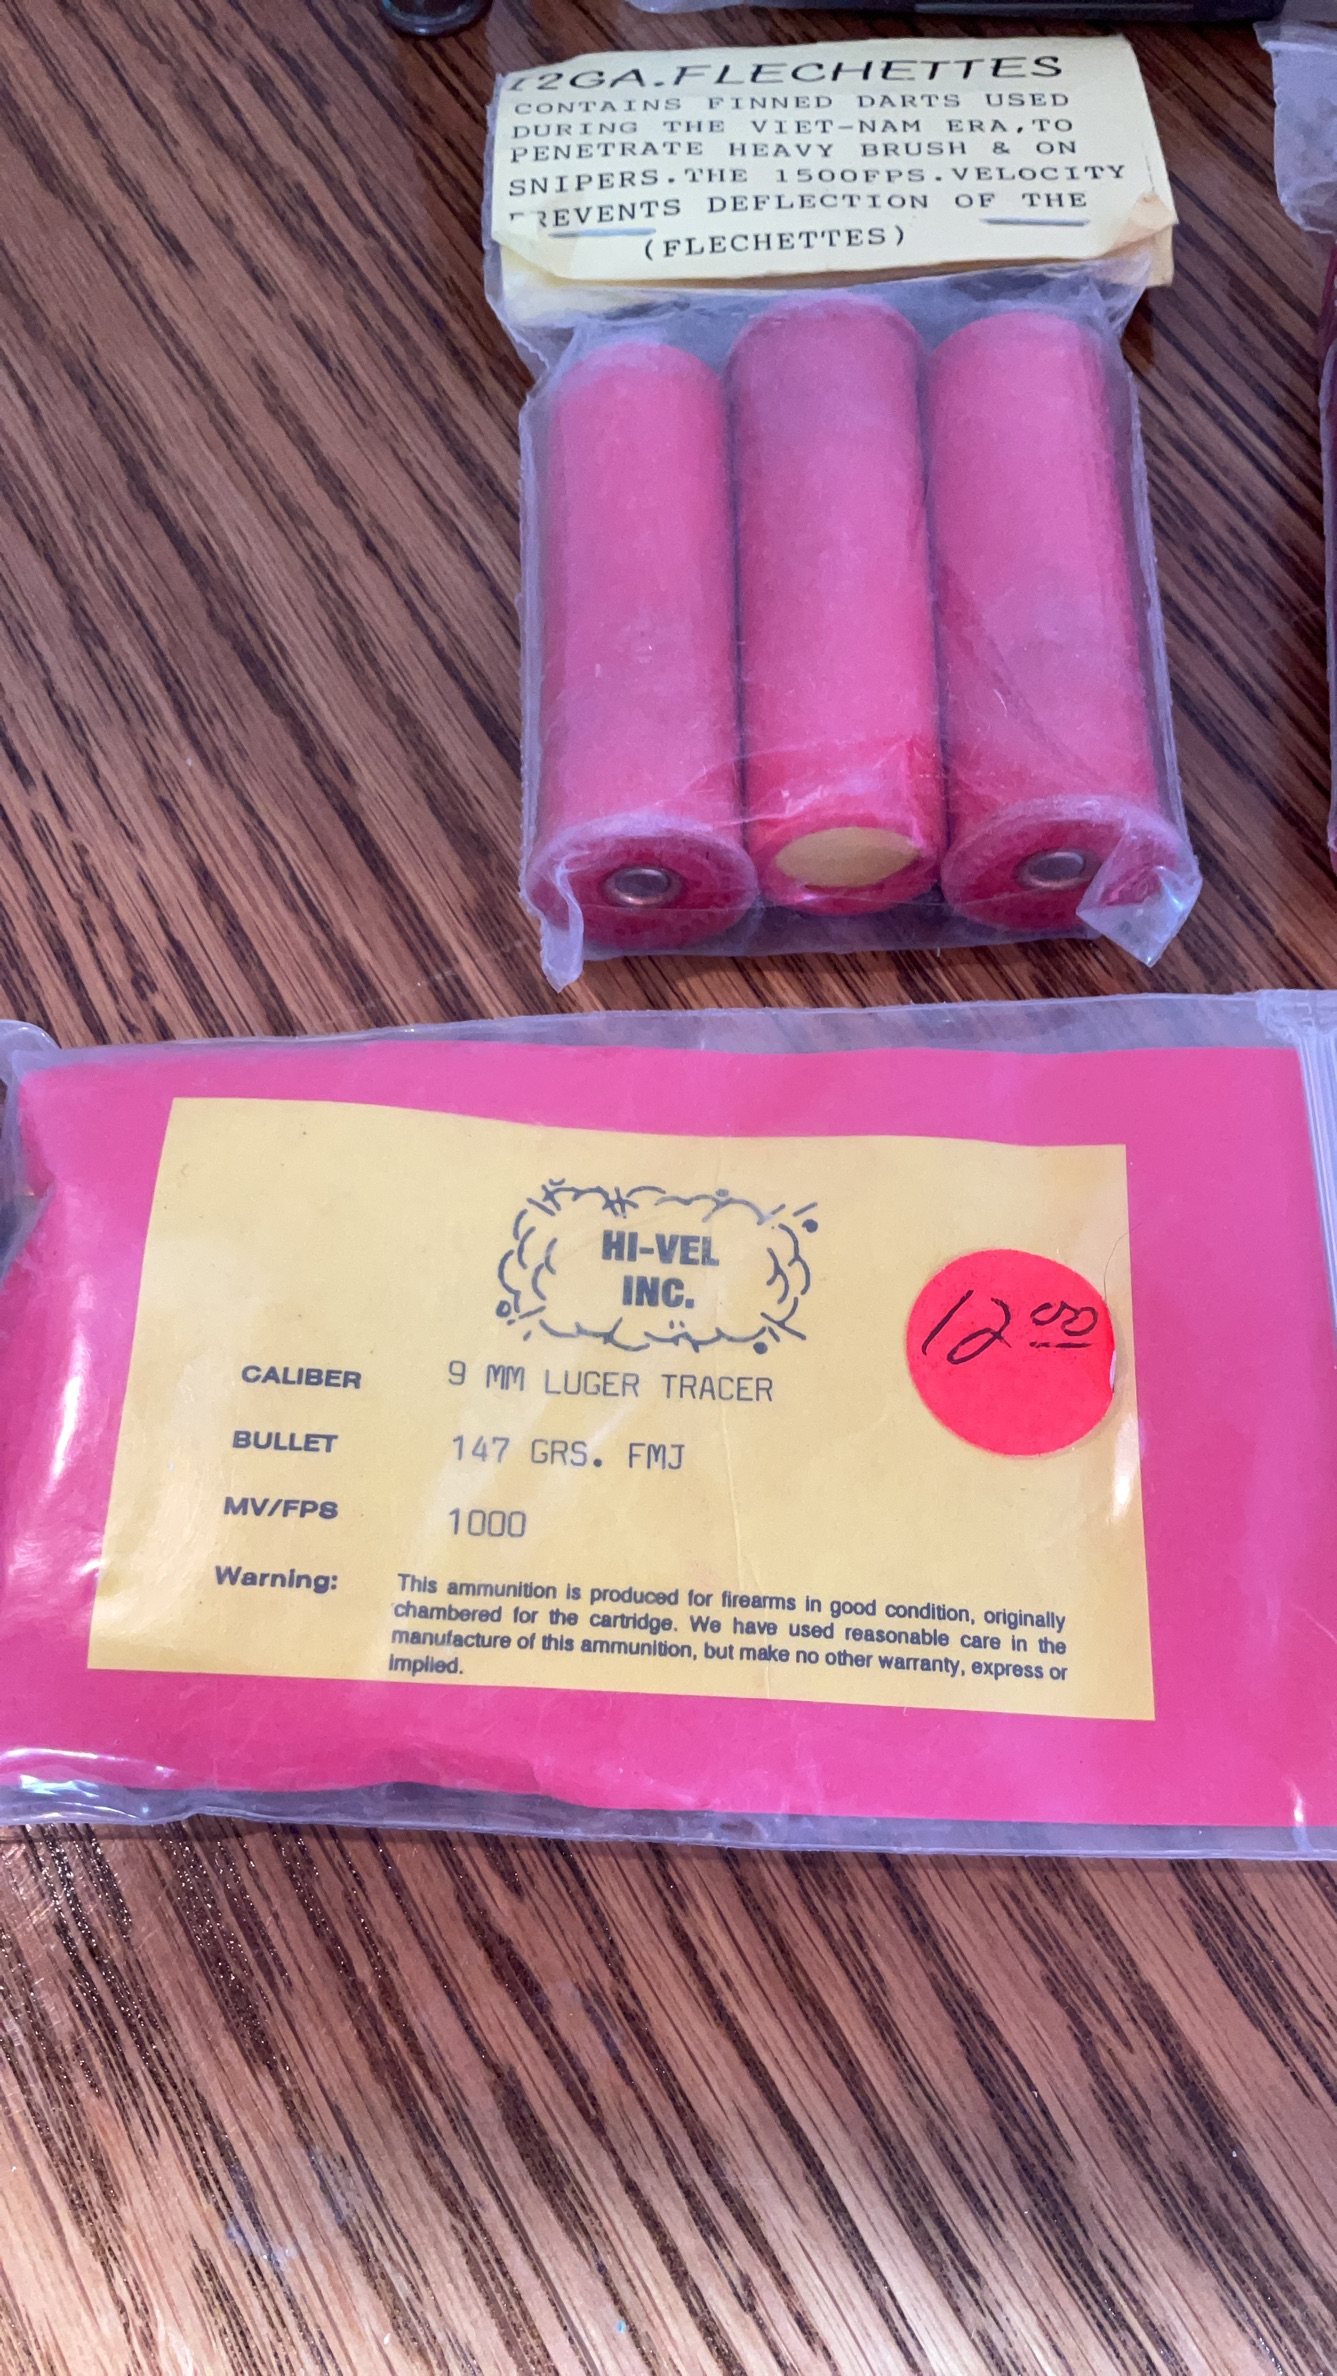 12GA.FLECHETTES
CONTAINS FINNED DARTS USED
DURING THE VIET-NAM ERA,TO
PENETRATE HEAVY BRUSH & ON
SNIPERS.THE 1500FPS.VELOCITY
PREVENTS DEFLECTION OF THE
(FLECHETTES)
HI-VEL
INC.
12 00
CALIBER 9 MM LUGER TRACER
BULLET 147 GRS. FMJ
MV/FPS 1000
Warning: This ammunition is produced for firearms in good condition, originally
chambered for the cartridge. We have used reasonable care in the
manufacture of this ammunition, but make no other warranty, express or
implied.